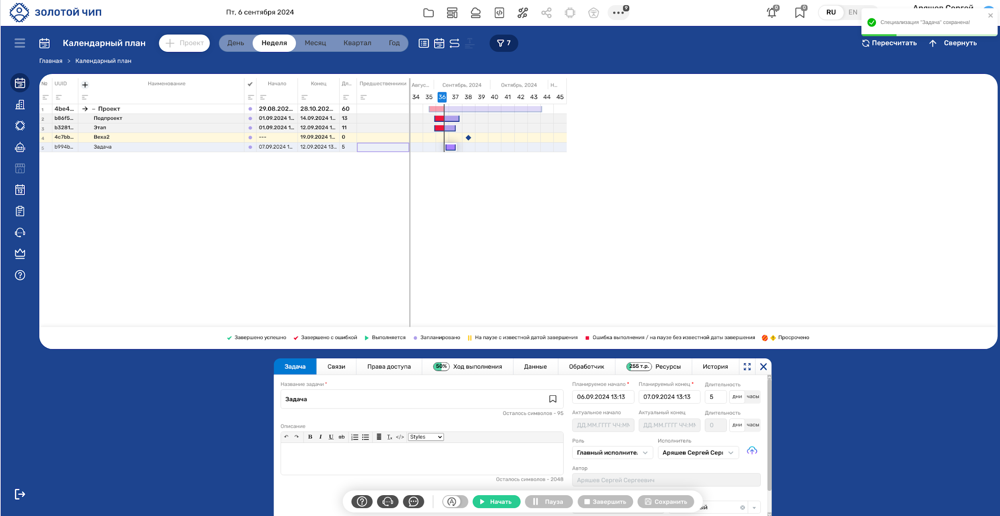 ЗОЛОТОЙ ЧИП
Пт, 6 сентября 2024
9
0
0
RU EN
Аряшев Сергей
Специализация "Задача" сохранена!
Календарный план
Проект
День Неделя Месяц Квартал Год
7
Пересчитать
Свернуть
Главная > Календарный план
№ UUID Наименование Начало Конец Дл... Предшественники
Авгус... Сентябрь, 2024 Октябрь, 2024 Н...
34 35 36 37 38 39 40 41 42 43 44 45
1 4be4... – Проект 29.08.202... 28.10.202... 60
2 b86f5... Подпроект 01.09.2024 1... 14.09.2024 1... 13
3 b3281... Этап 01.09.2024 1... 12.09.2024 1... 11
4 4c7bb... Веха2 --- 19.09.2024 1... 0
5 b994b... Задача 07.09.2024 1... 12.09.2024 13... 5
12
Завершено успешно Завершено с ошибкой Выполняется Запланировано На паузе с известной датой завершения Ошибка выполнения / на паузе без известной даты завершения Просрочено
Задача Связи Права доступа 50% Ход выполнения Данные Обработчик 255 т.р. Ресурсы История
Название задачи *
Задача
Осталось символов - 95
Описание
B I U ab Tx </> Styles
Осталось символов - 2048
Планируемое начало * Планируемый конец * Длительность
06.09.2024 13:13 07.09.2024 13:13 5 дни часы
Актуальное начало Актуальный конец Длительность
ДД.ММ.ГГГГ ЧЧ:ММ ДД.ММ.ГГГГ ЧЧ:ММ 0 дни часы
Роль Исполнитель
Главный исполнител Аряшев Сергей Серг
Автор
Аряшев Сергей Сергеевич
A Начать Пауза Завершить Сохранить
ый